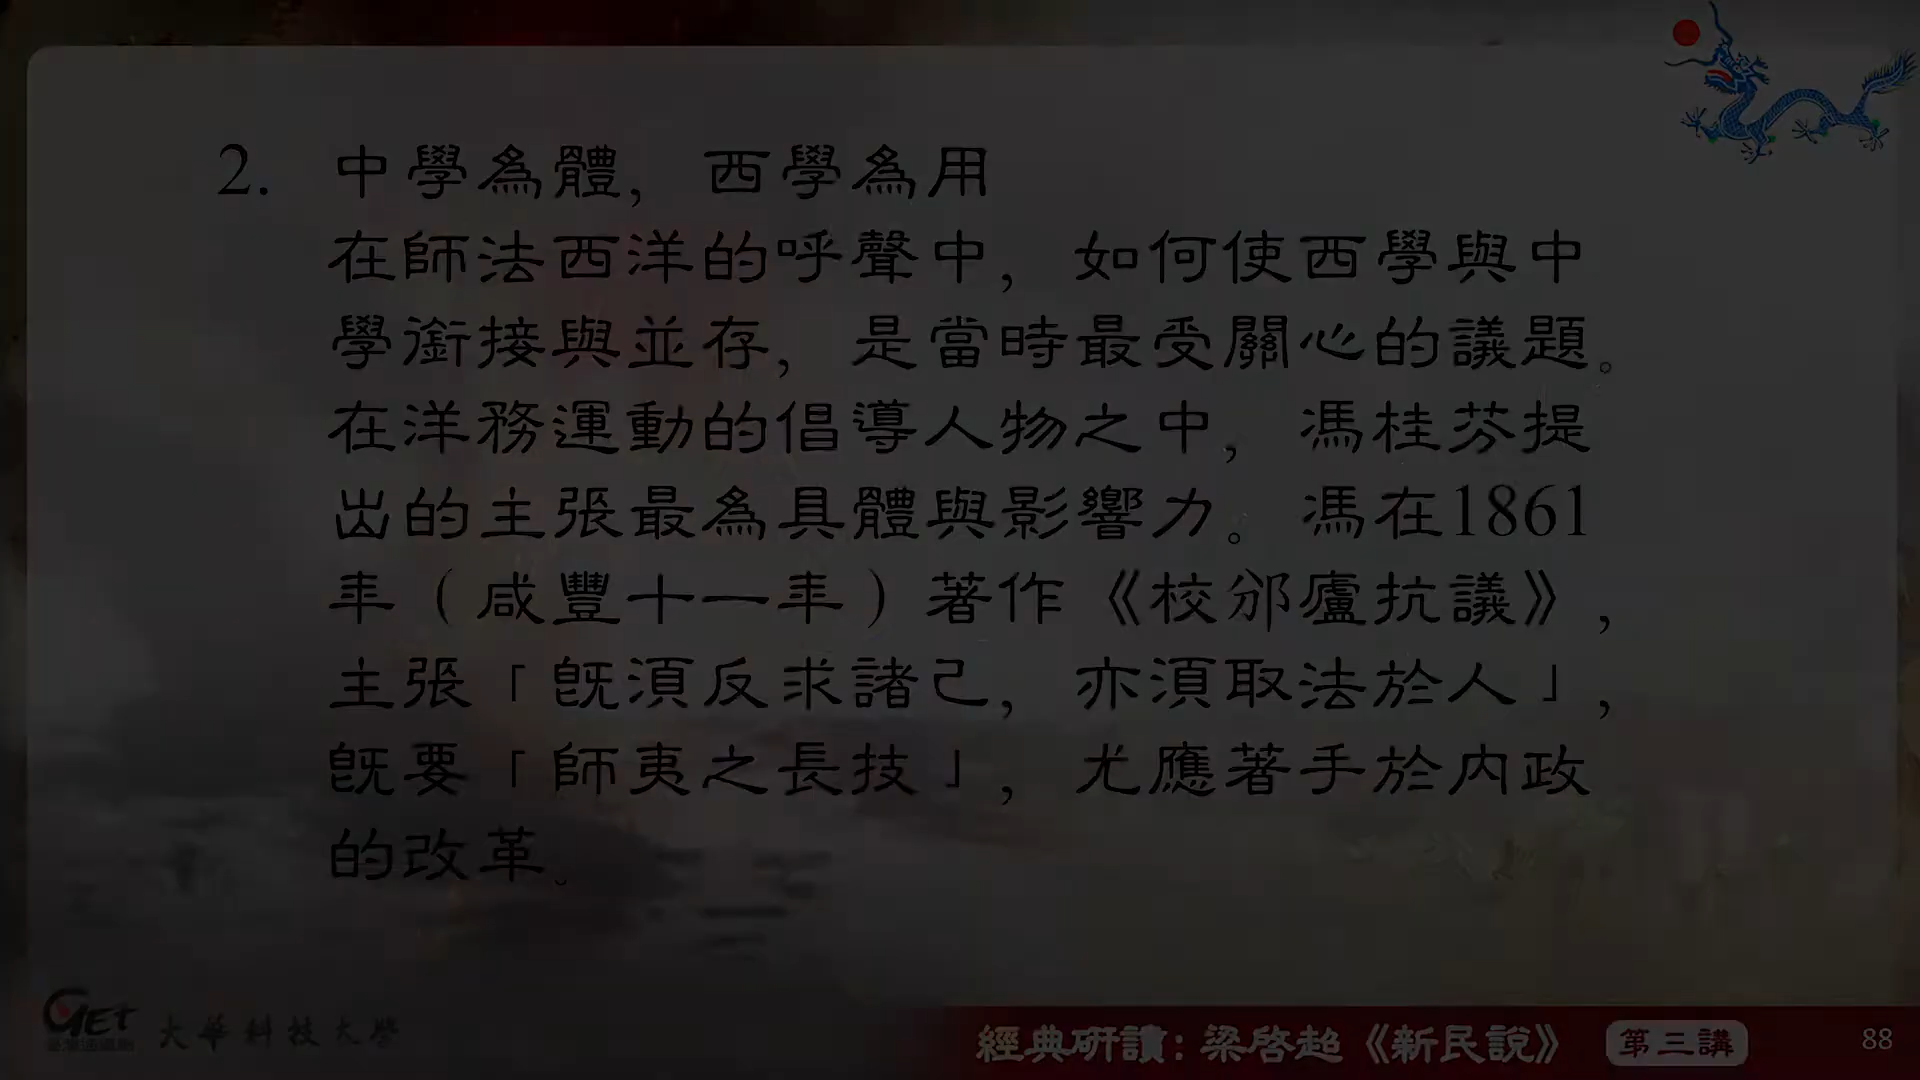 2. 中學為體，西學為用
在師法西洋的呼聲中，如何使西學與中
學銜接與並存，是當時最受關心的議題。
在洋務運動的倡導人物之中，馮桂芬提
出的主張最為具體與影響力。馮在1861
年（咸豐十一年）著作《校邠廬抗議》，
主張「既須反求諸己，亦須取法於人」，
既要「師夷之長技」，尤應著手於內政
的改革。
GET 大華科技大學
經典研讀：梁啓超《新民說》 第三講 88